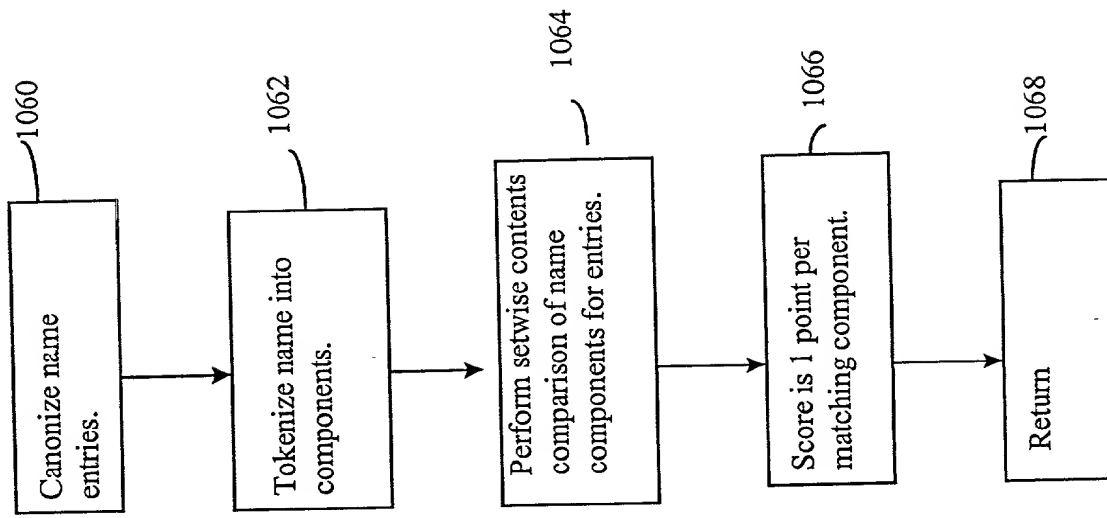 Canonize name
entries.
1060
Tokenize name into
components.
1062
Perform setwise contents
comparison of name
components for entries.
1064
Score is 1 point per
matching component.
1066
Return
1068